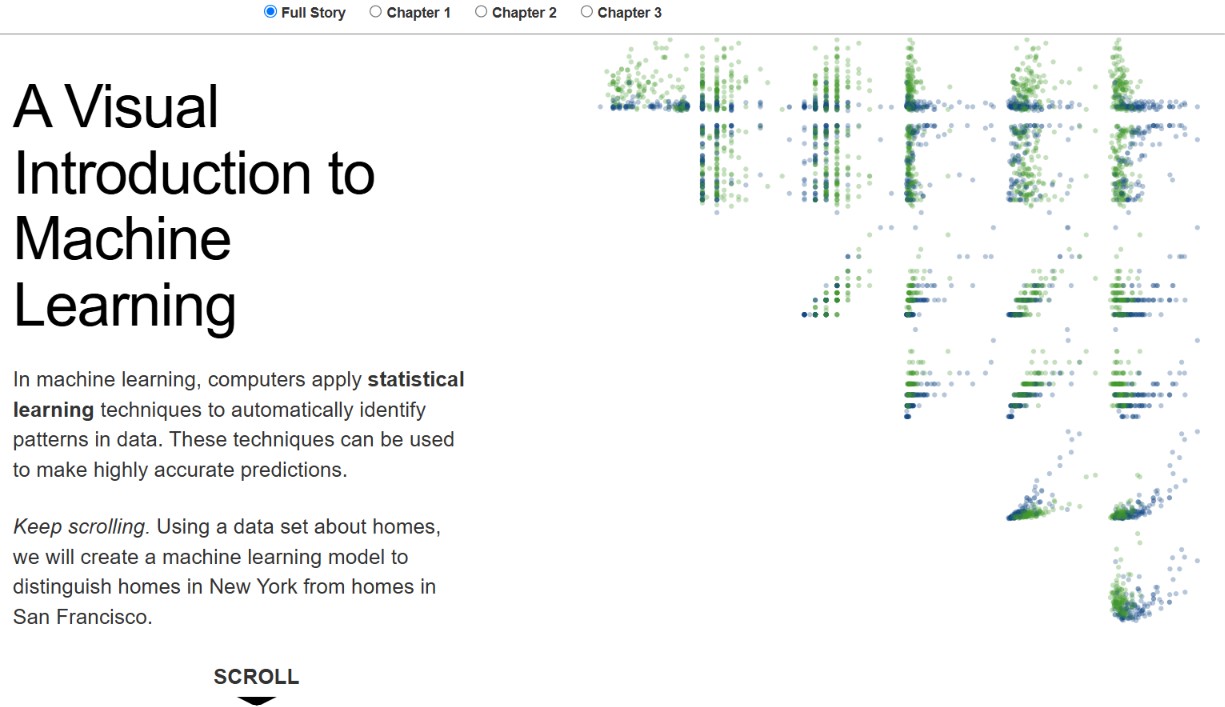 Full Story Chapter 1 Chapter 2 Chapter 3
A Visual
Introduction to
Machine
Learning
In machine learning, computers apply statistical
learning techniques to automatically identify
patterns in data. These techniques can be used
to make highly accurate predictions.
Keep scrolling. Using a data set about homes,
we will create a machine learning model to
distinguish homes in New York from homes in
San Francisco.
SCROLL